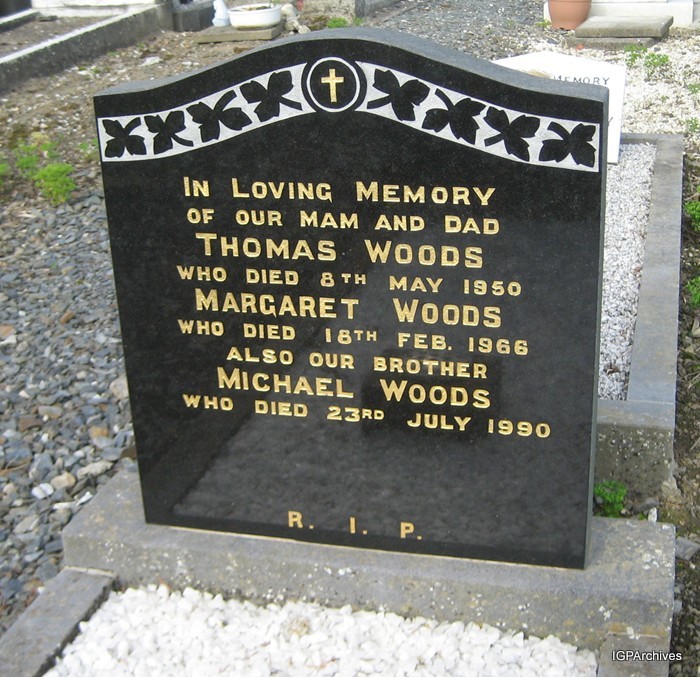 MEMORY
IN LOVING MEMORY
OF OUR MAM AND DAD
THOMAS WOODS
WHO DIED 8TH MAY 1950
MARGARET WOODS
WHO DIED 18TH FEB. 1966
ALSO OUR BROTHER
MICHAEL WOODS
WHO DIED 23RD JULY 1990
R. I. P.
IGPArchives